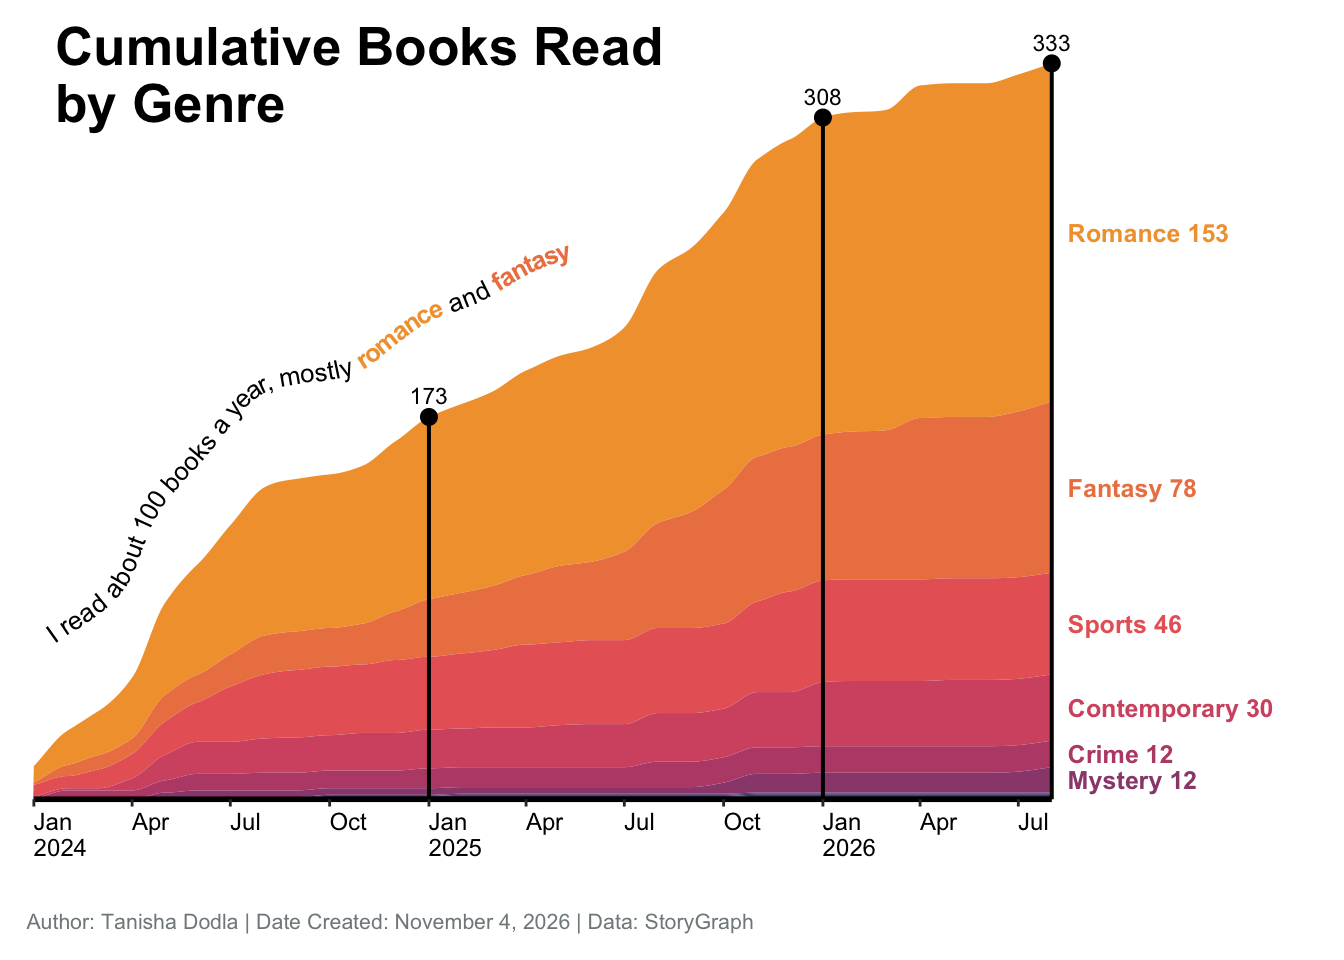 Cumulative Books Read
by Genre
333
308
173
I read about 100 books a year, mostly romance and fantasy
Romance 153
Fantasy 78
Sports 46
Contemporary 30
Crime 12
Mystery 12
Jan Apr Jul Oct Jan Apr Jul Oct Jan Apr Jul
2024 2025 2026
Author: Tanisha Dodla | Date Created: November 4, 2026 | Data: StoryGraph